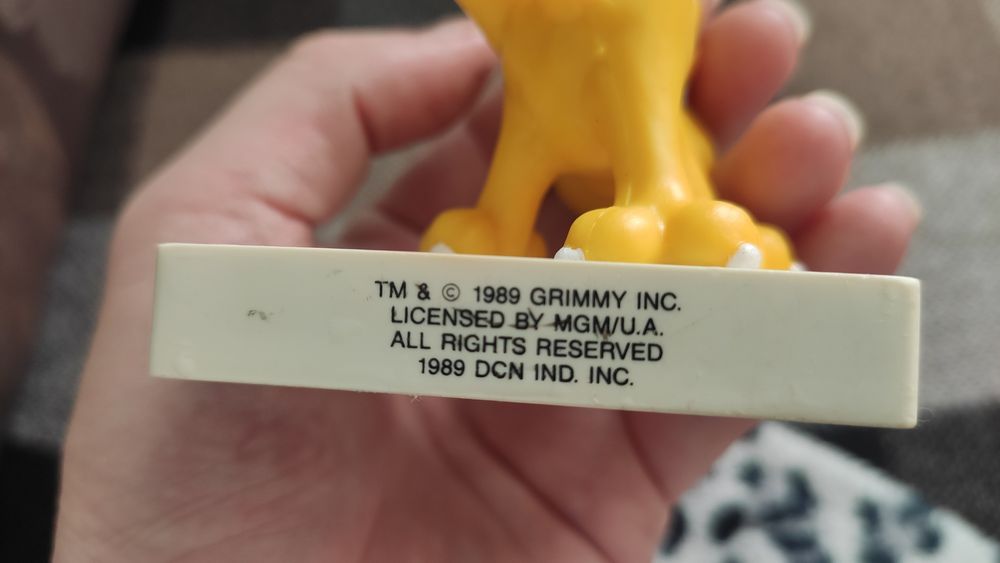 TM & © 1989 GRIMMY INC.
LICENSED BY MGM/U.A.
ALL RIGHTS RESERVED
1989 DCN IND. INC.